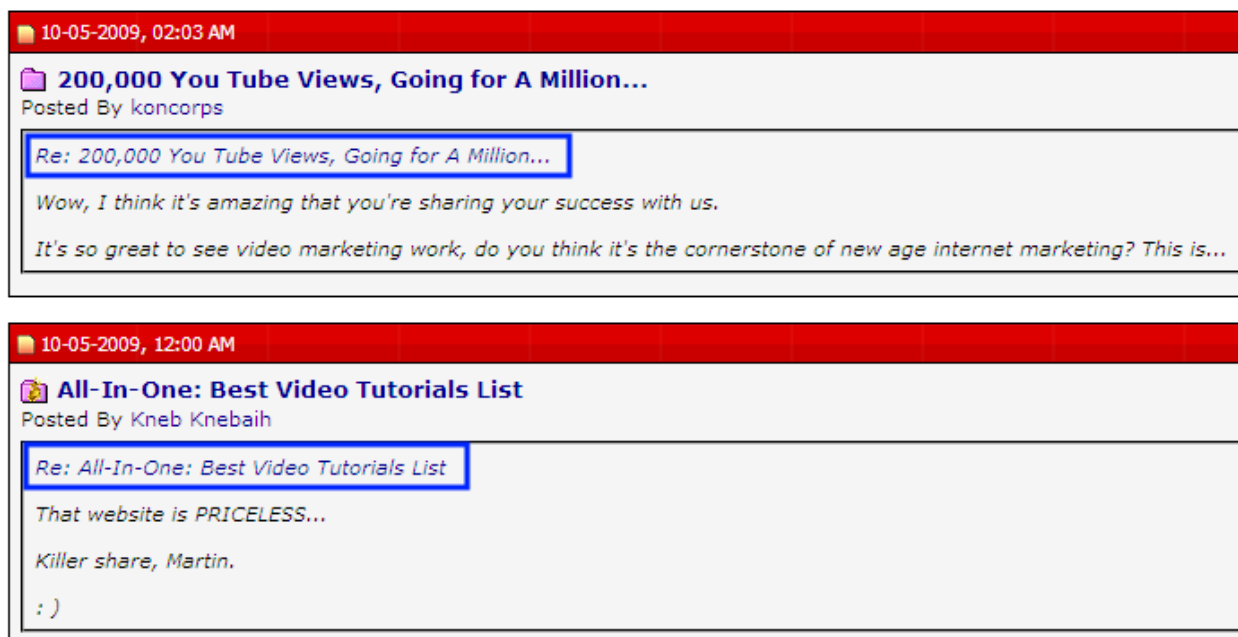 10-05-2009, 02:03 AM
200,000 You Tube Views, Going for A Million...
Posted By koncorps
Re: 200,000 You Tube Views, Going for A Million...
Wow, I think it's amazing that you're sharing your success with us.
It's so great to see video marketing work, do you think it's the cornerstone of new age internet marketing? This is...
10-05-2009, 12:00 AM
All-In-One: Best Video Tutorials List
Posted By Kneb Knebaih
Re: All-In-One: Best Video Tutorials List
That website is PRICELESS...
Killer share, Martin.
: )